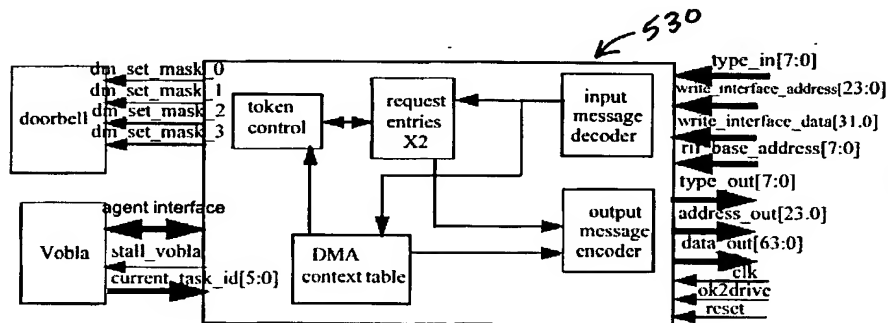 530
dm_set_mask_0
dm_set_mask_1
dm_set_mask_2
dm_set_mask_3
doorbell
token
control
request
entries
X2
input
message
decoder
type_in[7:0]
write_interface_address[23:0]
write_interface_data[31,0]
rif_base_address[7:0]
type_out[7:0]
address_out[23.0]
data_out[63:0]
clk
ok2drive
reset
agent interface
Vobla
stall_vobla
current_task_id[5:0]
DMA
context table
output
message
encoder